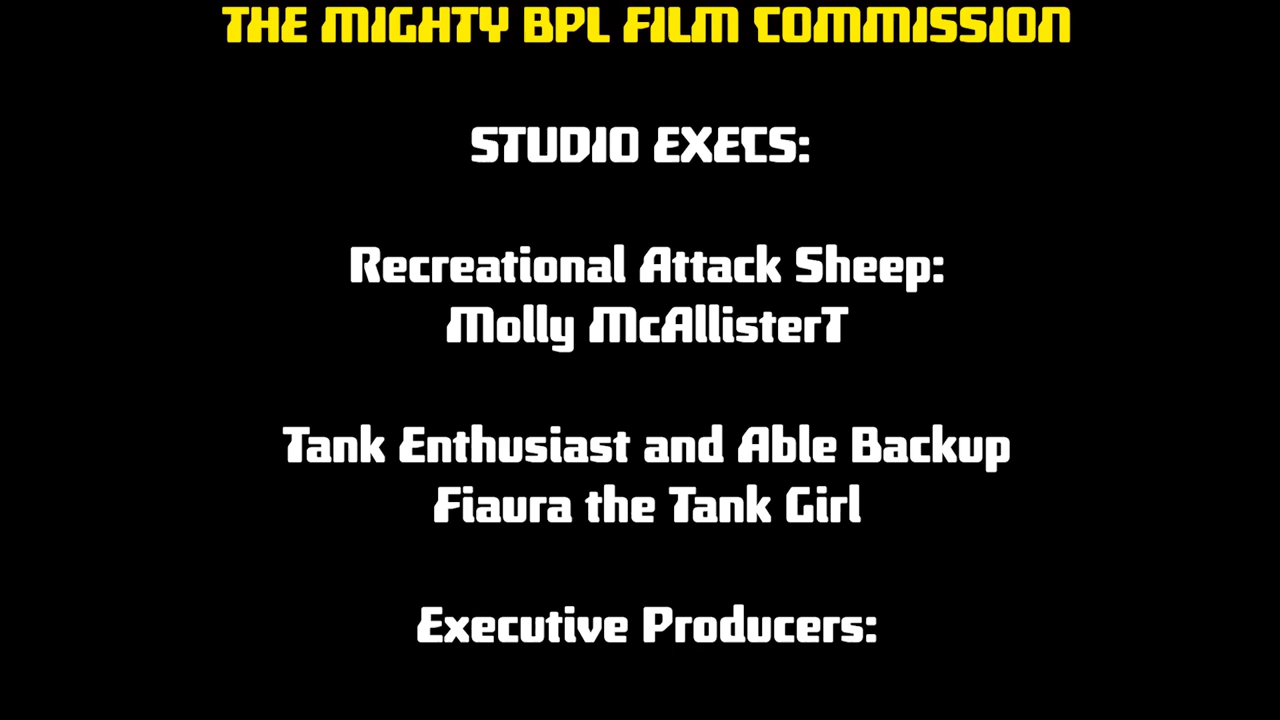 THE MIGHTY BPL FILM COMMISSION
STUDIO EXECS:
Recreational Attack Sheep:
Molly McAllisterT
Tank Enthusiast and Able Backup
Fiaura the Tank Girl
Executive Producers: